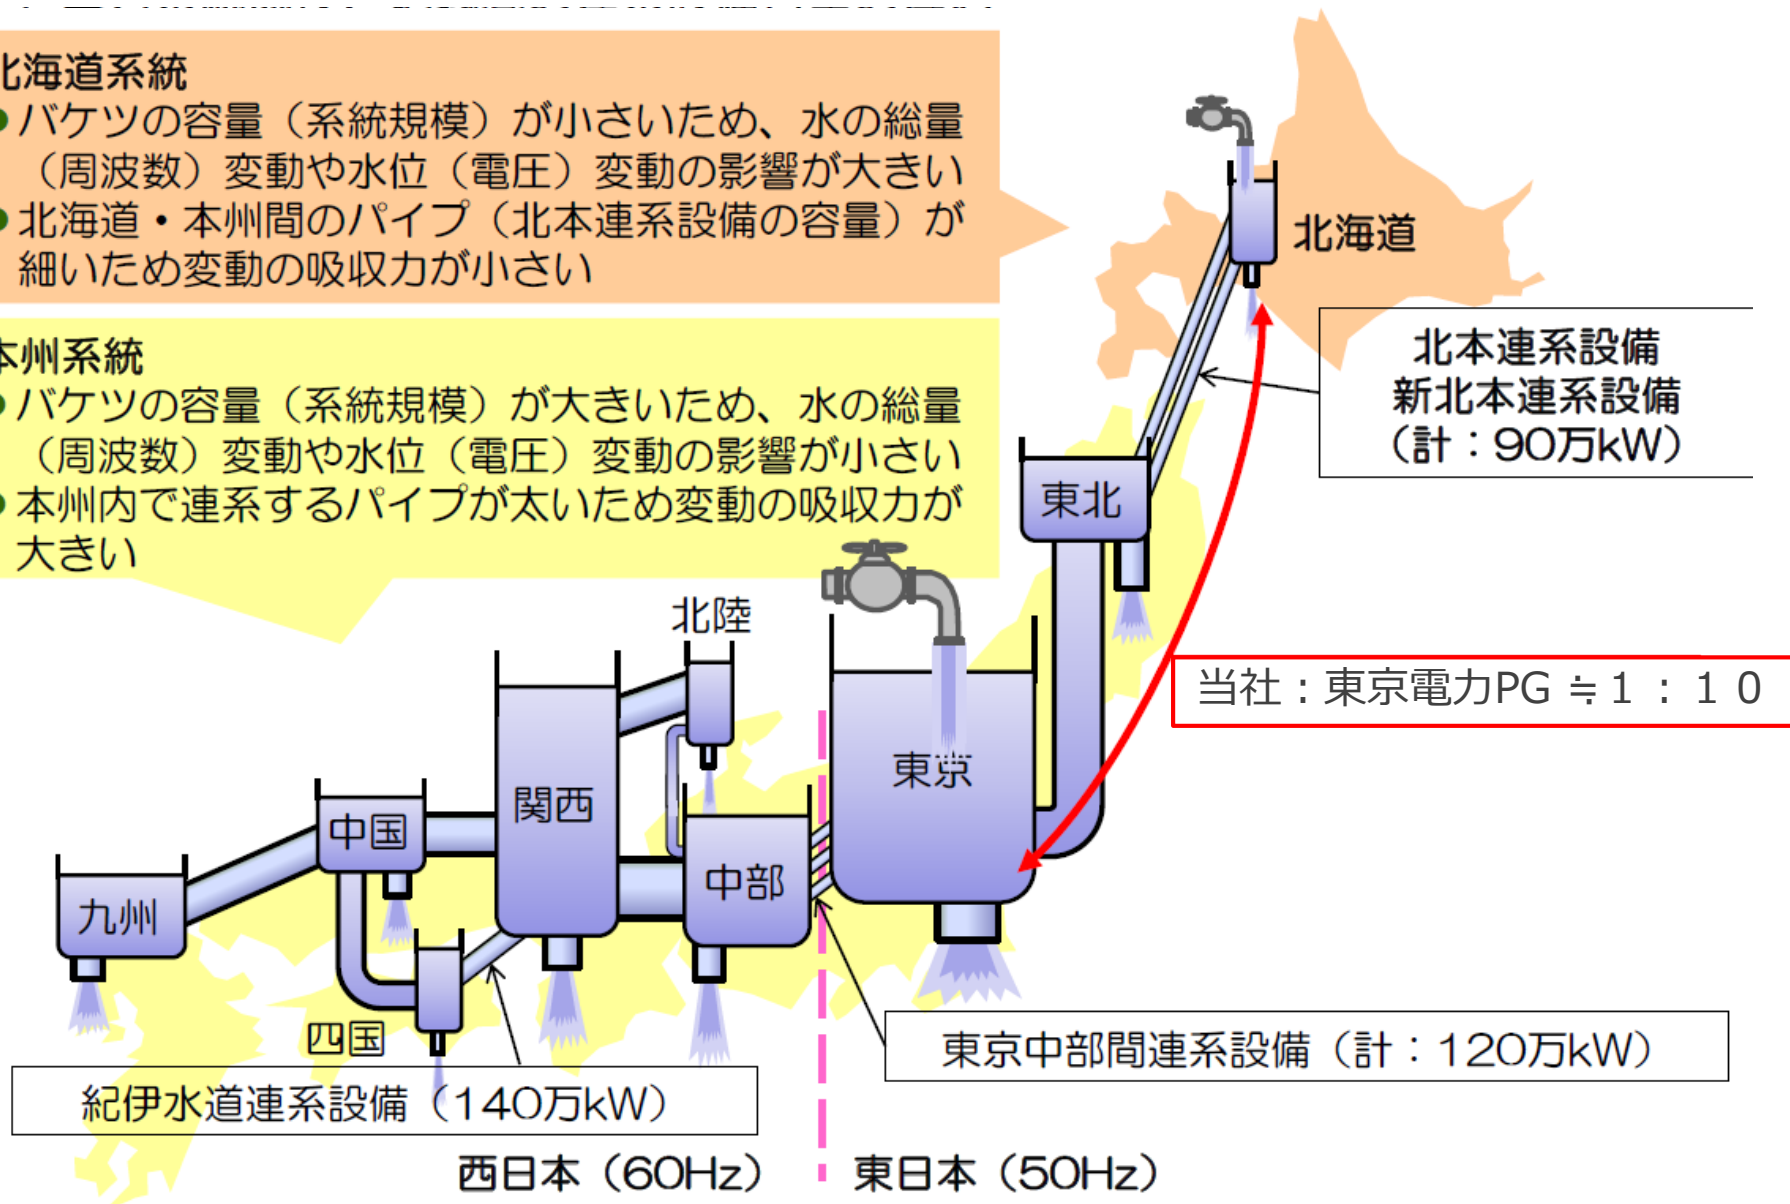 北海道系統
●バケツの容量（系統規模）が小さいため、水の総量
（周波数）変動や水位（電圧）変動の影響が大きい
●北海道・本州間のパイプ（北本連系設備の容量）が
細いため変動の吸収力が小さい
本州系統
●バケツの容量（系統規模）が大きいため、水の総量
（周波数）変動や水位（電圧）変動の影響が小さい
●本州内で連系するパイプが太いため変動の吸収力が
大きい
北海道
北本連系設備
新北本連系設備
（計：90万kW）
東北
北陸
当社：東京電力PG ≒１：１０
東京
関西
中国
中部
九州
四国
東京中部間連系設備（計：120万kW）
紀伊水道連系設備（140万kW）
西日本（60Hz）
東日本（50Hz）